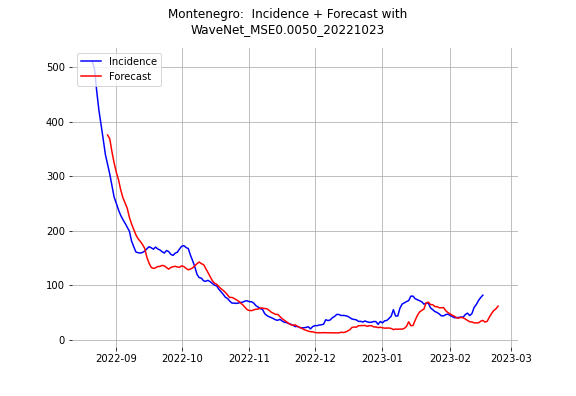 Montenegro:  Incidence + Forecast with
WaveNet_MSE0.0050_20221023
Incidence
Forecast
500
400
300
200
100
0
2022-09 2022-10 2022-11 2022-12 2023-01 2023-02 2023-03